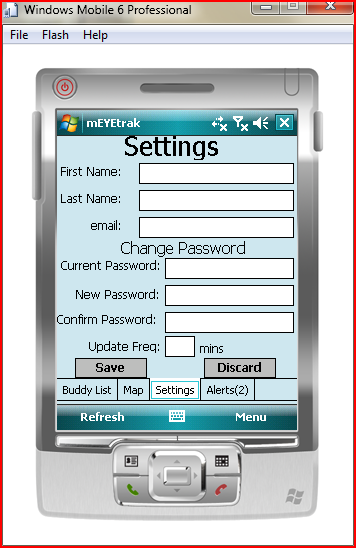 Windows Mobile 6 Professional
File Flash Help
mEYEtrak
Settings
First Name:
Last Name:
email:
Change Password
Current Password:
New Password:
Confirm Password:
Update Freq: mins
Save Discard
Buddy List Map Settings Alerts(2)
Refresh Menu